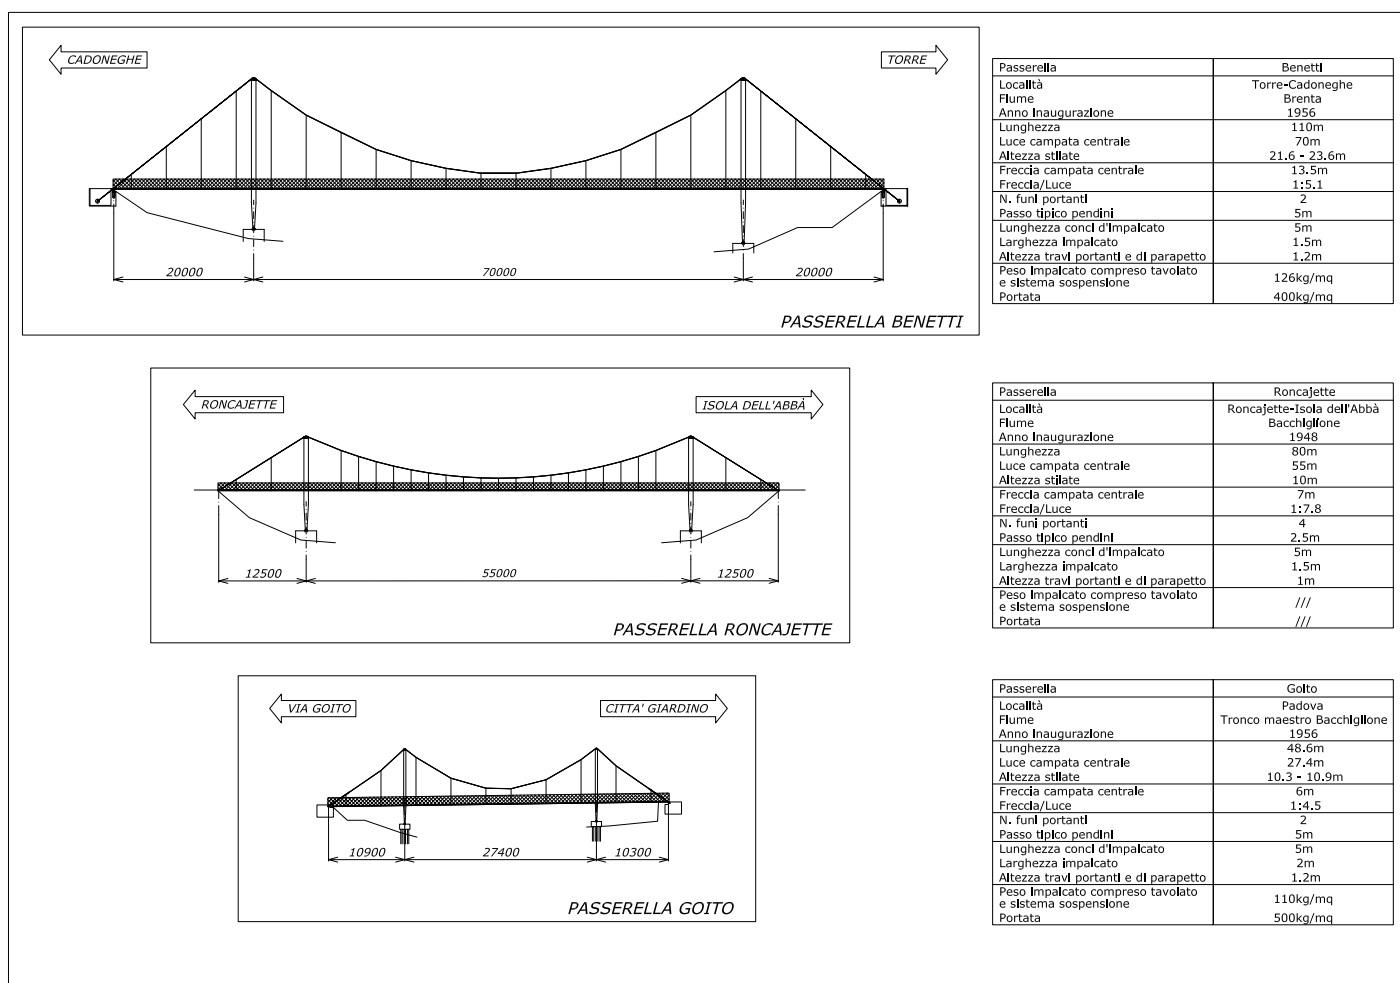 CADONEGHE
TORRE
20000
70000
20000
PASSERELLA BENETTI
Passerella Benetti
Località Torre-Cadoneghe
Fiume Brenta
Anno Inaugurazione 1956
Lunghezza 110m
Luce campata centrale 70m
Altezza stilate 21.6 - 23.6m
Freccia campata centrale 13.5m
Freccia/Luce 1:5.1
N. funi portanti 2
Passo tipico pendini 5m
Lunghezza conci d'impalcato 5m
Larghezza impalcato 1.5m
Altezza travi portanti e di parapetto 1.2m
Peso impalcato compreso tavolato
e sistema sospensione 126kg/mq
Portata 400kg/mq
RONCAJETTE
ISOLA DELL'ABBÀ
12500
55000
12500
PASSERELLA RONCAJETTE
Passerella Roncajette
Località Roncajette-Isola dell'Abbà
Fiume Bacchiglione
Anno Inaugurazione 1948
Lunghezza 80m
Luce campata centrale 55m
Altezza stilate 10m
Freccia campata centrale 7m
Freccia/Luce 1:7.8
N. funi portanti 4
Passo tipico pendini 2.5m
Lunghezza conci d'impalcato 5m
Larghezza impalcato 1.5m
Altezza travi portanti e di parapetto 1m
Peso impalcato compreso tavolato
e sistema sospensione ///
Portata ///
VIA GOITO
CITTA' GIARDINO
10900
27400
10300
PASSERELLA GOITO
Passerella Goito
Località Padova
Fiume Tronco maestro Bacchiglione
Anno Inaugurazione 1956
Lunghezza 48.6m
Luce campata centrale 27.4m
Altezza stilate 10.3 - 10.9m
Freccia campata centrale 6m
Freccia/Luce 1:4.5
N. funi portanti 2
Passo tipico pendini 5m
Lunghezza conci d'impalcato 5m
Larghezza impalcato 2m
Altezza travi portanti e di parapetto 1.2m
Peso impalcato compreso tavolato
e sistema sospensione 110kg/mq
Portata 500kg/mq